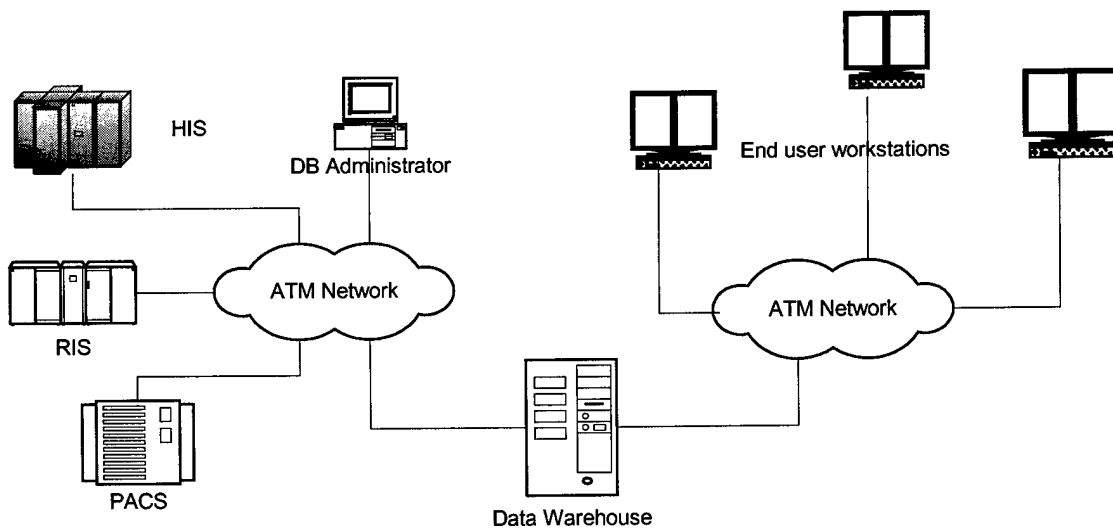 HIS
DB Administrator
End user workstations
ATM Network
ATM Network
RIS
PACS
Data Warehouse